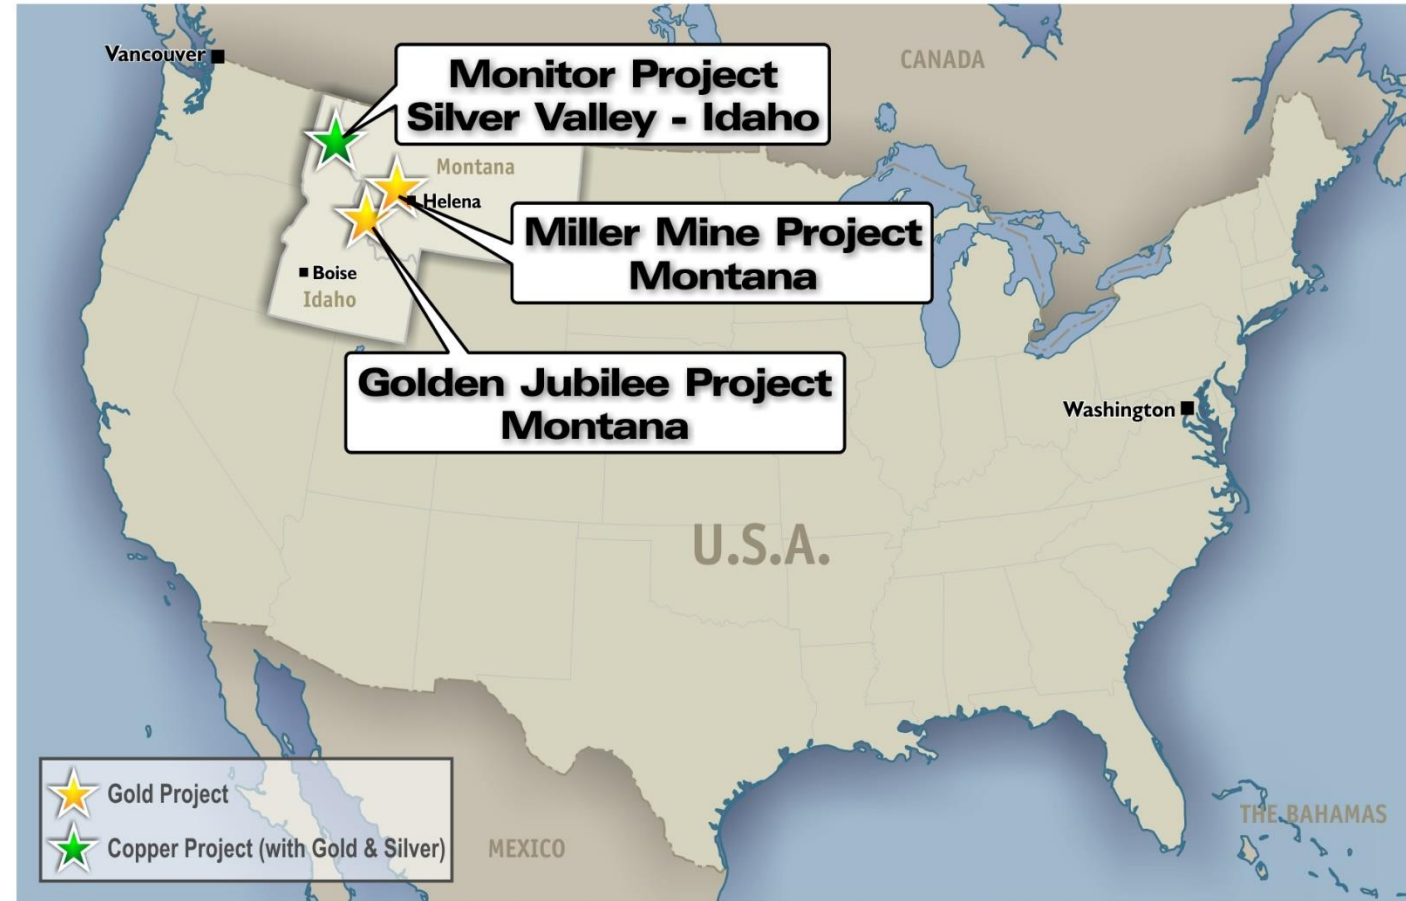 Vancouver
CANADA
Monitor Project
Silver Valley - Idaho
Montana
Helena
Miller Mine Project
Montana
Boise
Idaho
Golden Jubilee Project
Montana
Washington
U.S.A.
Gold Project
Copper Project (with Gold & Silver)
MEXICO
THE BAHAMAS